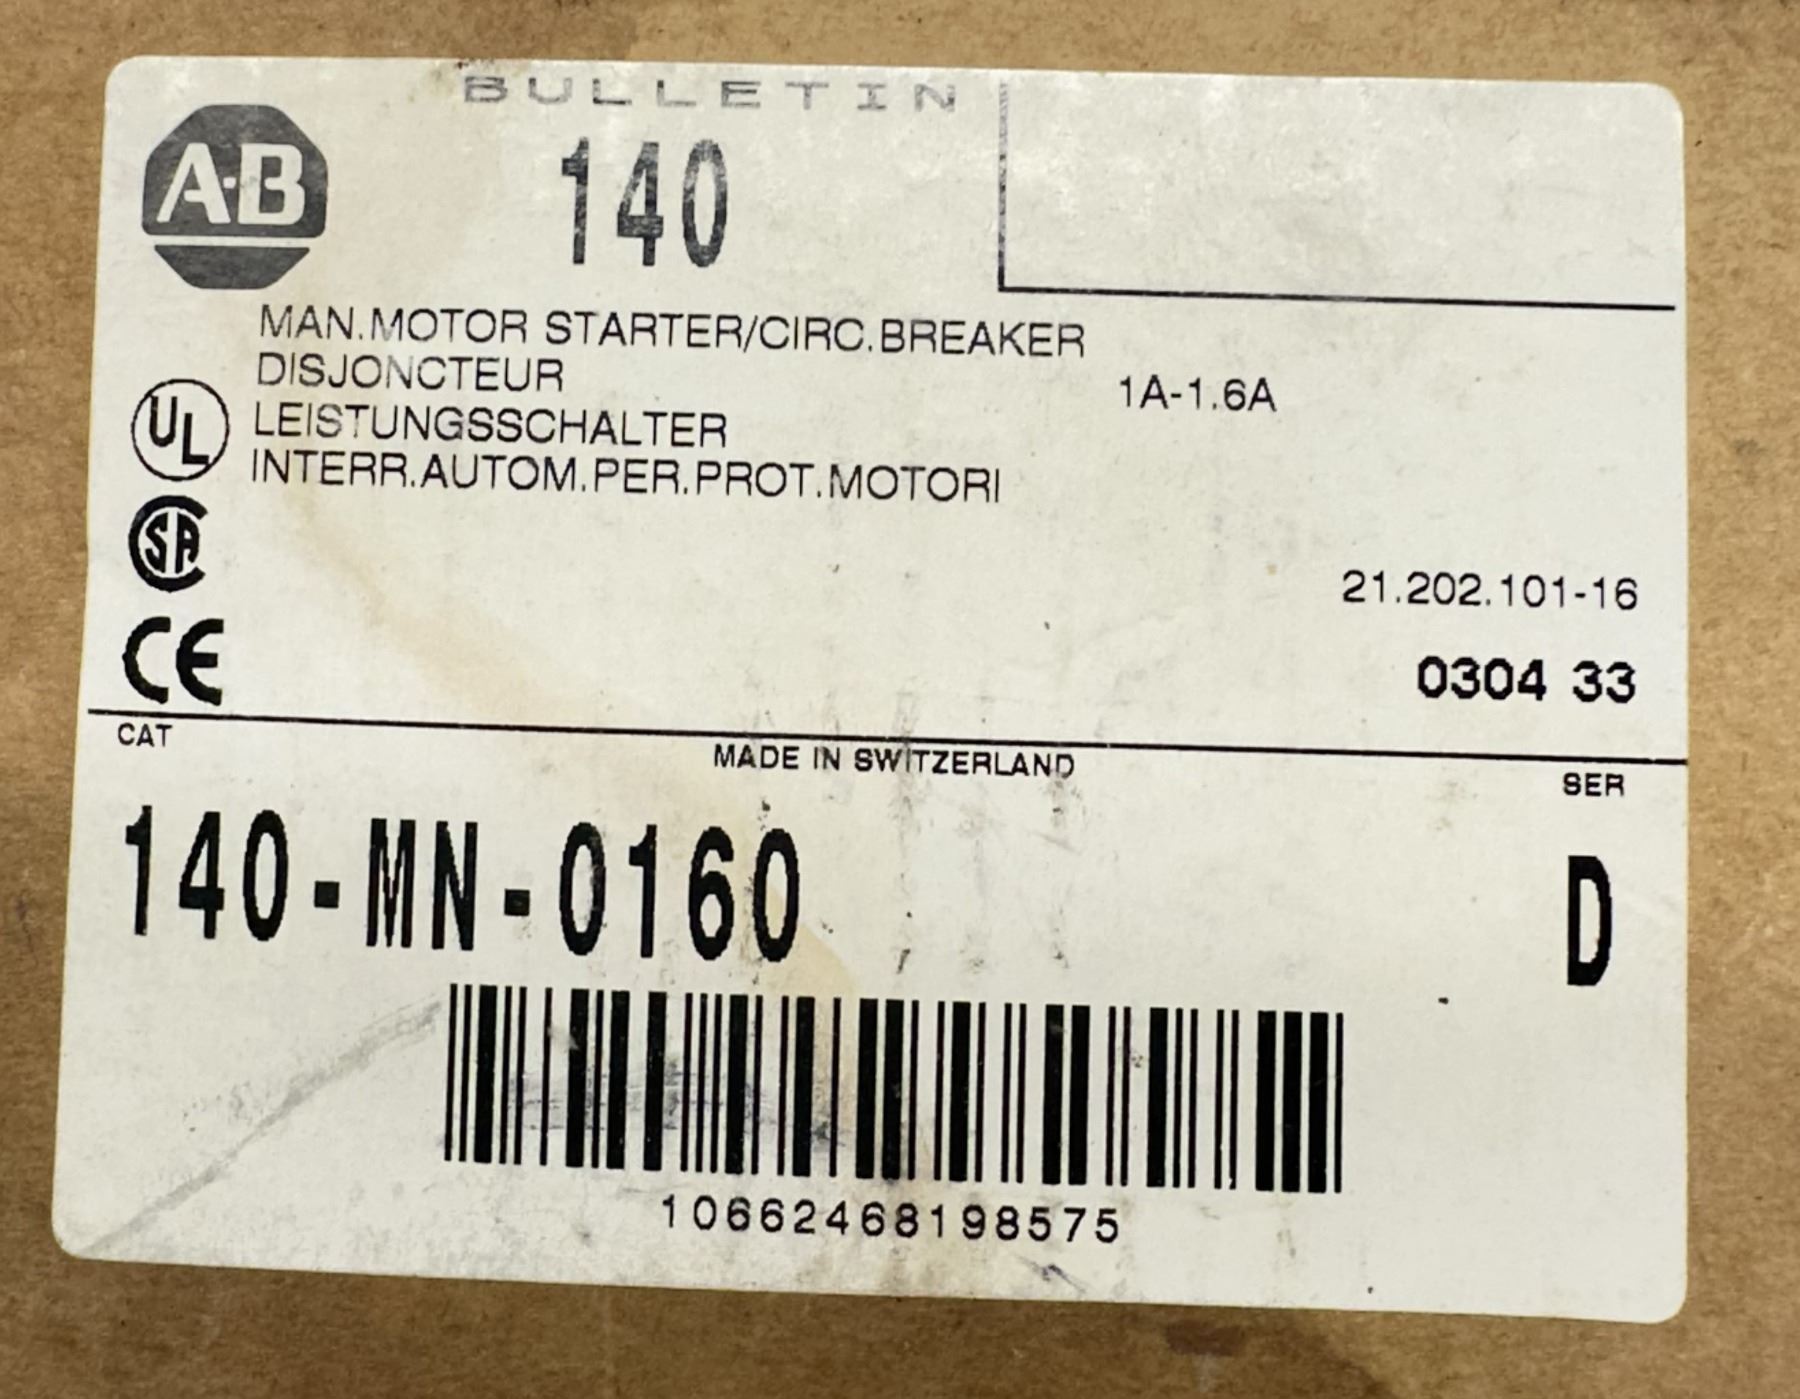 BULLETIN
A-B
140
MAN.MOTOR STARTER/CIRC.BREAKER
DISJONCTEUR
1A-1.6A
LEISTUNGSSCHALTER
INTERR.AUTOM.PER.PROT.MOTORI
UL
SA
CE
21.202.101-16
0304 33
CAT
MADE IN SWITZERLAND
SER
140-MN-0160
D
10662468198575